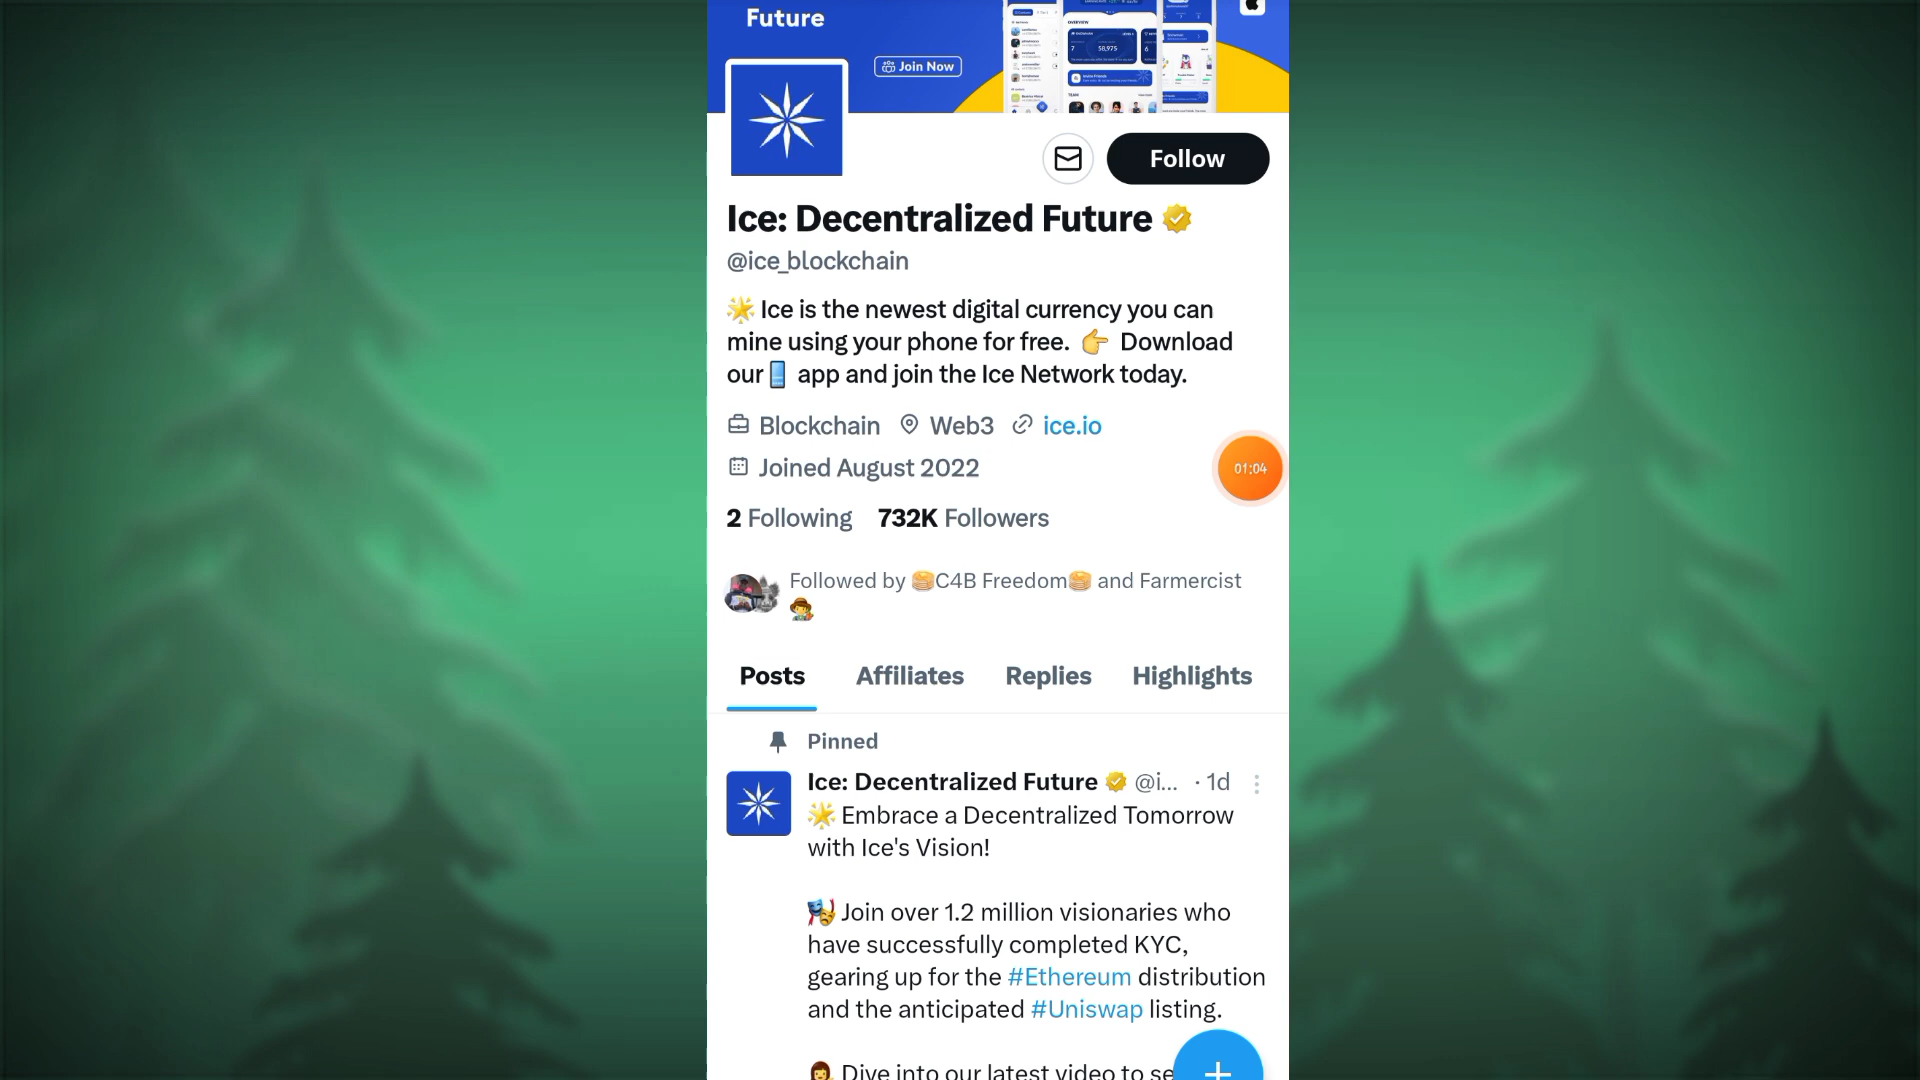 Future
Join Now
OVERVIEW
58,975
TEAM
Follow
Ice: Decentralized Future
@ice_blockchain
🌟 Ice is the newest digital currency you can
mine using your phone for free. 👉 Download
our📱 app and join the Ice Network today.
Blockchain Web3 ice.io
Joined August 2022
01:04
2 Following 732K Followers
Followed by 🥞C4B Freedom🥞 and Farmercist
🧑‍🌾
Posts Affiliates Replies Highlights
Pinned
Ice: Decentralized Future @i... · 1d
🌟 Embrace a Decentralized Tomorrow
with Ice's Vision!
🎭 Join over 1.2 million visionaries who
have successfully completed KYC,
gearing up for the #Ethereum distribution
and the anticipated #Uniswap listing.
Dive into our latest video to se